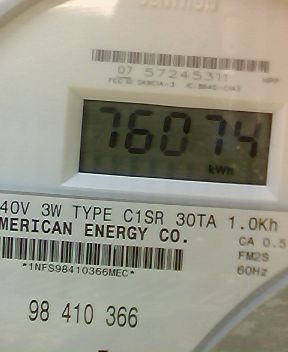 07 57245311
76074
kWh
40V 3W TYPE C1SR 30TA 1.0Kh
MERICAN ENERGY CO.
CA 0.5
FM2S
*1NFS98410366MEC*
60Hz
98 410 366